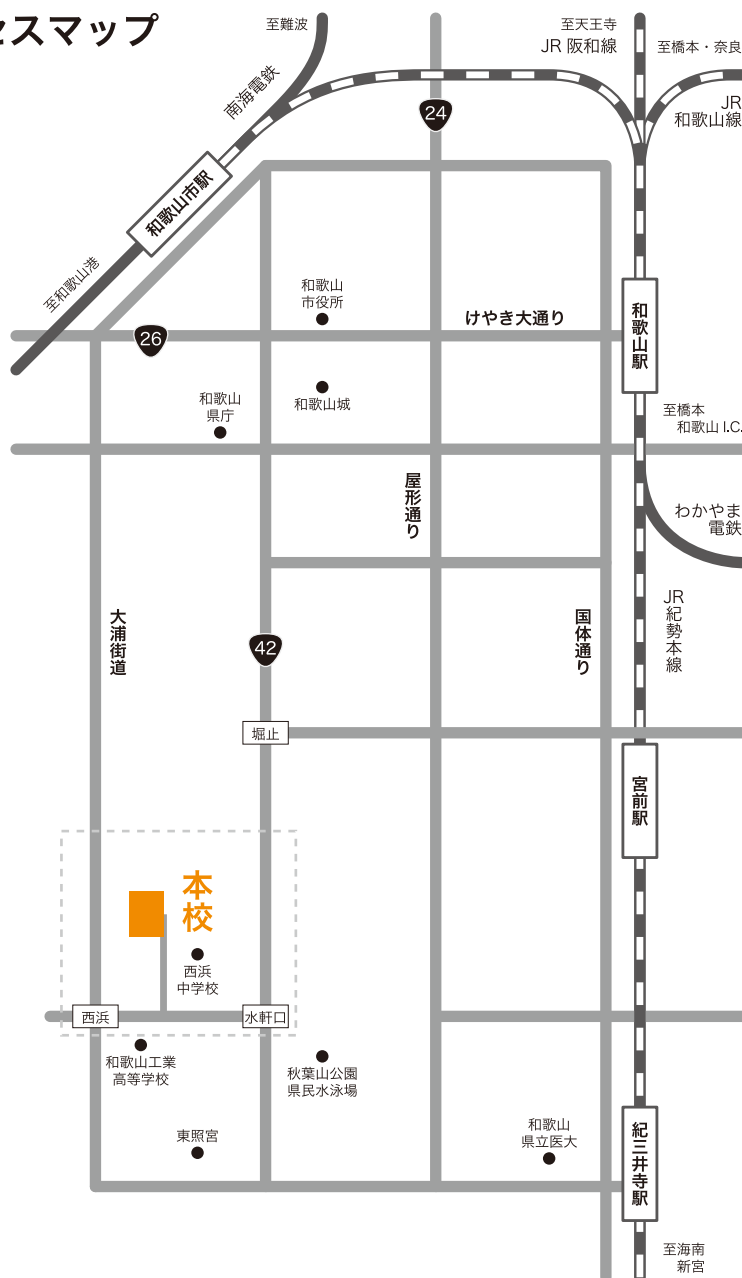 セスマップ
至難波
至天王寺
JR 阪和線
至橋本・奈良
南海電鉄
JR
和歌山線
24
和歌山市駅
至和歌山港
和歌山
市役所
けやき大通り
26
和歌山駅
和歌山
県庁
和歌山城
至橋本
和歌山 I.C.
屋形通り
わかやま
電鉄
大浦街道
42
国体通り
JR紀勢本線
堀止
宮前駅
本校
西浜
中学校
西浜
水軒口
和歌山工業
高等学校
秋葉山公園
県民水泳場
東照宮
和歌山
県立医大
紀三井寺駅
至海南
新宮